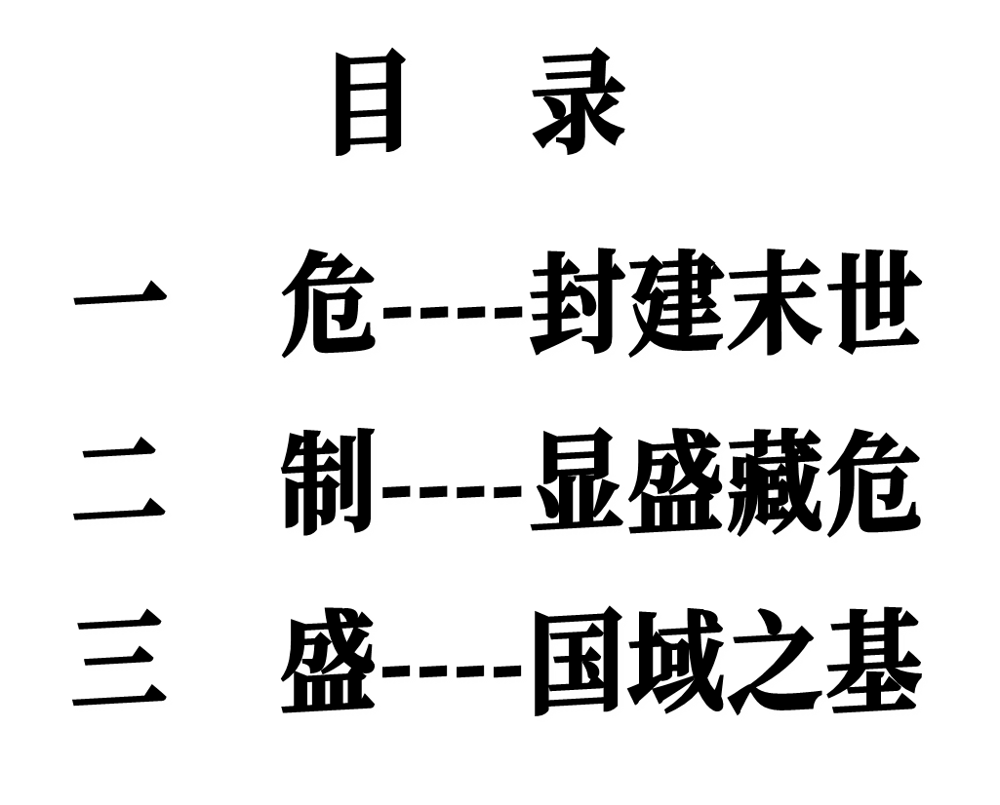 目 录
一 危----封建末世
二 制----显盛藏危
三 盛----国域之基